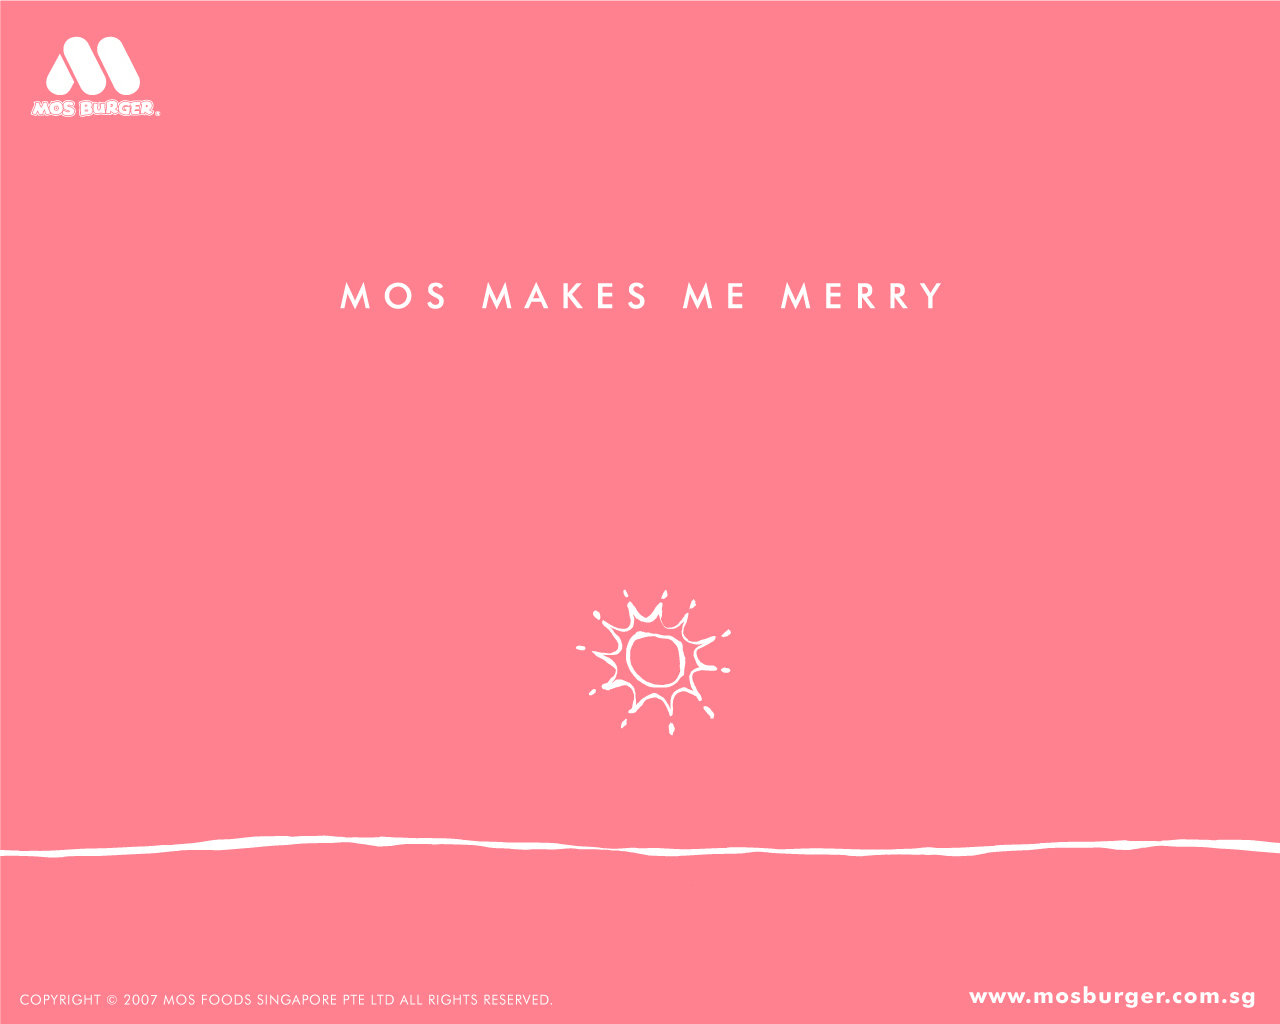 MOS BURGER®
MOS MAKES ME MERRY
COPYRIGHT © 2007 MOS FOODS SINGAPORE PTE LTD ALL RIGHTS RESERVED.
www.mosburger.com.sg